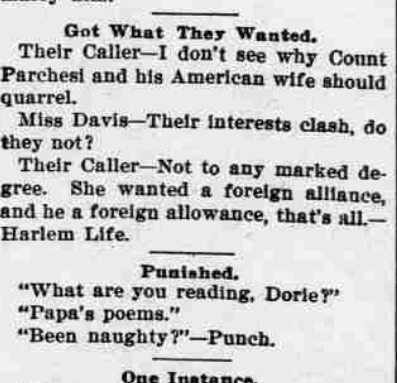 Got What They Wanted.
Their Caller—I don't see why Count
Parchesi and his American wife should
quarrel.
Miss Davis—Their interests clash, do
they not?
Their Caller—Not to any marked de-
gree. She wanted a foreign alliance,
and he a foreign allowance, that's all.—
Harlem Life.
Punished.
"What are you reading, Dorie?"
"Papa's poems."
"Been naughty?"—Punch.
One Instance.